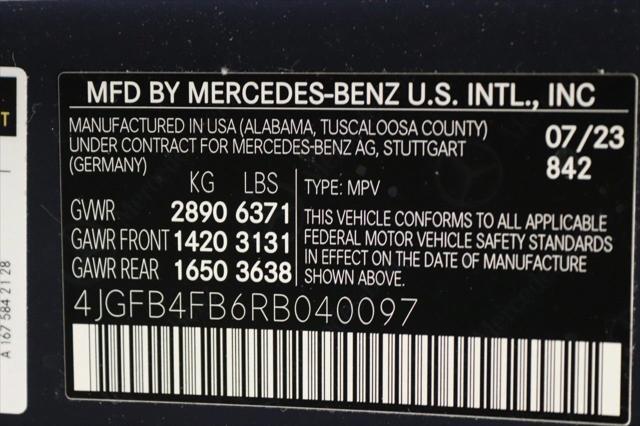 MFD BY MERCEDES-BENZ U.S. INTL., INC
MANUFACTURED IN USA (ALABAMA, TUSCALOOSA COUNTY)
UNDER CONTRACT FOR MERCEDES-BENZ AG, STUTTGART
(GERMANY)
07/23
842
KG LBS
GVWR 2890 6371
GAWR FRONT 1420 3131
GAWR REAR 1650 3638
TYPE: MPV
THIS VEHICLE CONFORMS TO ALL APPLICABLE
FEDERAL MOTOR VEHICLE SAFETY STANDARDS
IN EFFECT ON THE DATE OF MANUFACTURE
SHOWN ABOVE.
4JGFB4FB6RB040097
T
A 167 584 21 28